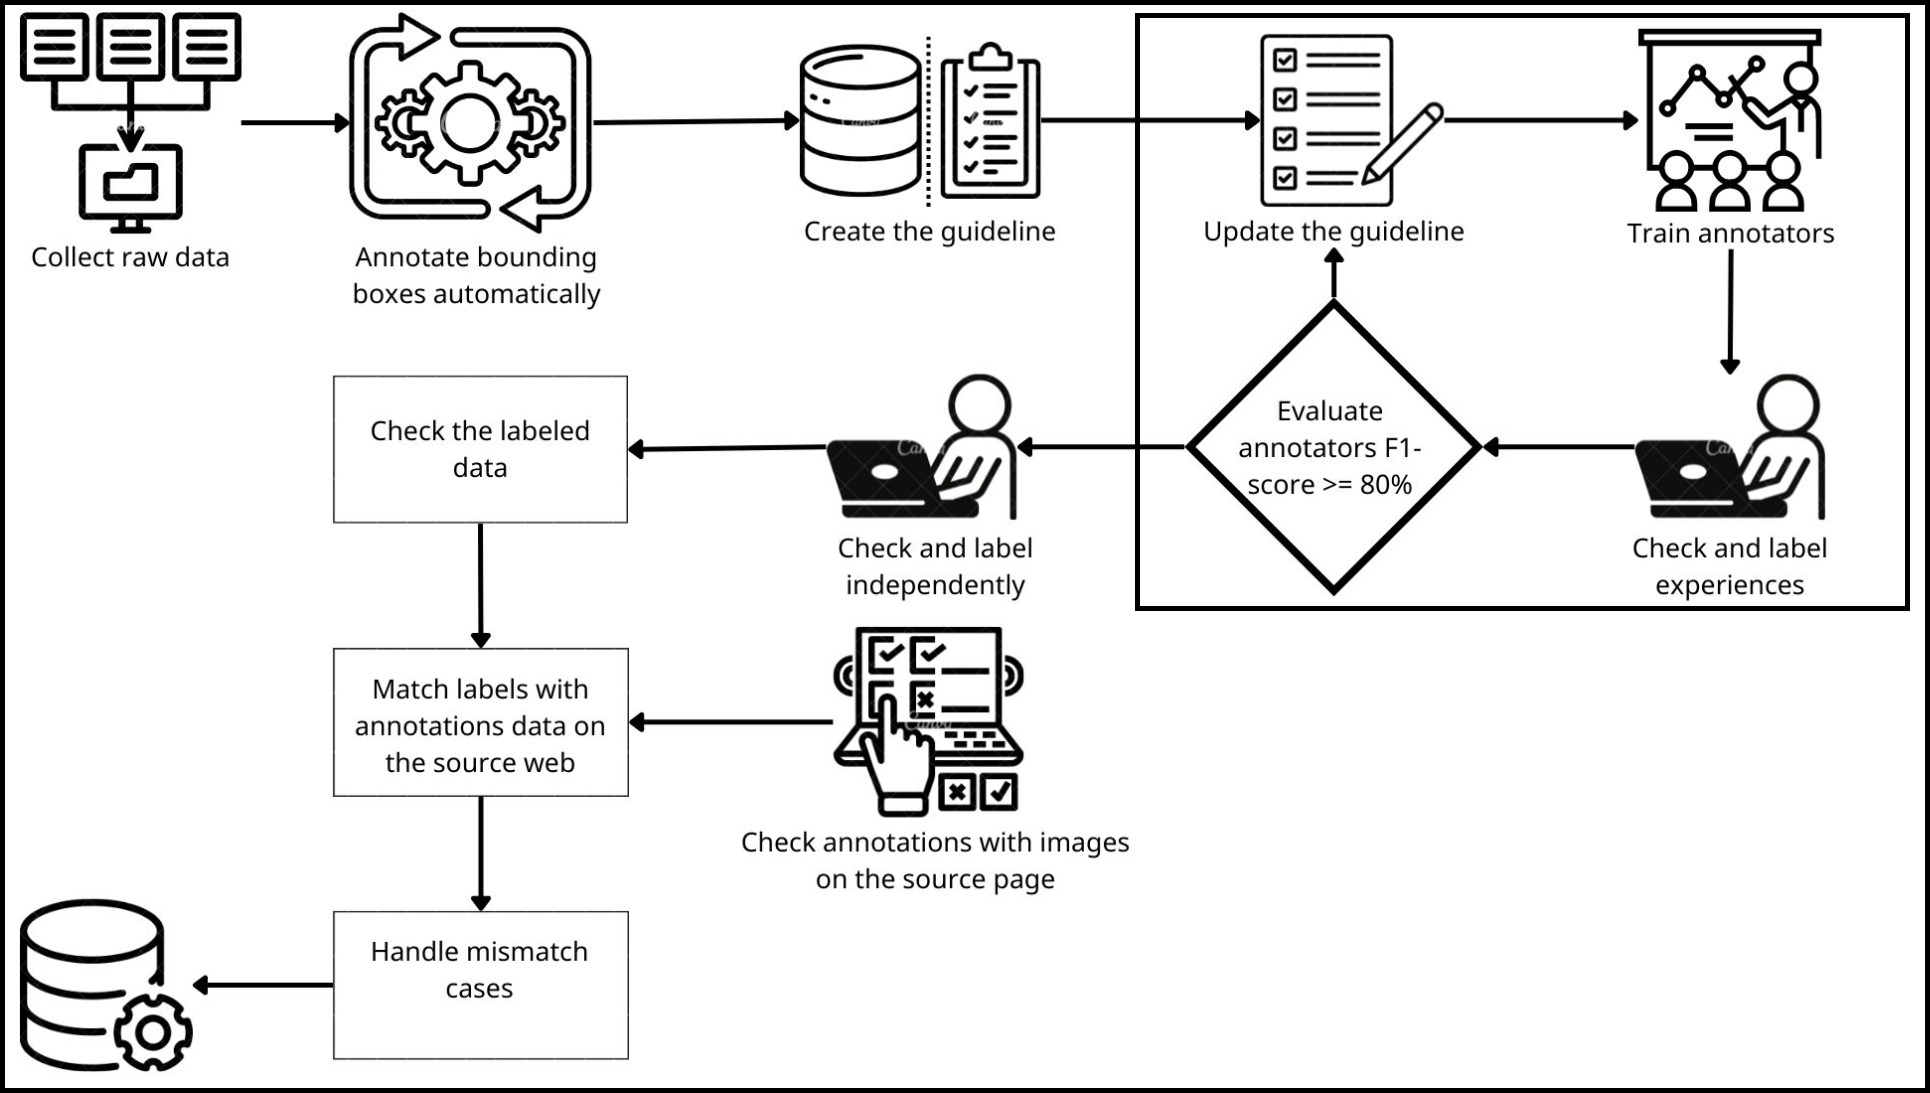 Collect raw data
Annotate bounding
boxes automatically
Create the guideline
Update the guideline
Train annotators
Check the labeled
data
Check and label
independently
Evaluate
annotators F1-
score >= 80%
Check and label
experiences
Match labels with
annotations data on
the source web
Check annotations with images
on the source page
Handle mismatch
cases